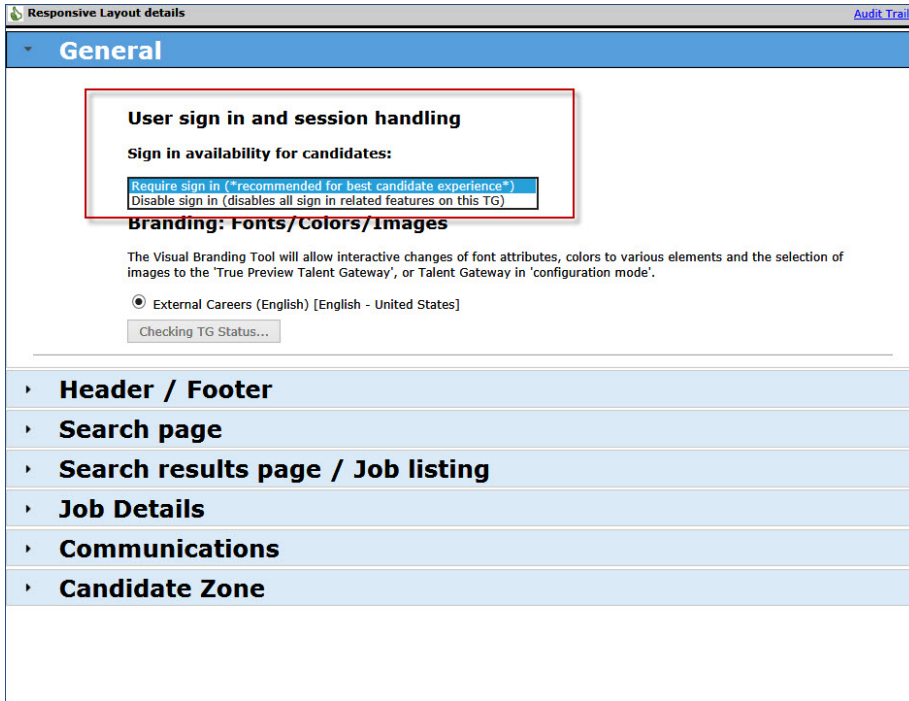 Responsive Layout details
Audit Trail
General
User sign in and session handling
Sign in availability for candidates:
Require sign in (*recommended for best candidate experience*)
Disable sign in (disables all sign in related features on this TG)
Branding: Fonts/Colors/Images
The Visual Branding Tool will allow interactive changes of font attributes, colors to various elements and the selection of
images to the 'True Preview Talent Gateway', or Talent Gateway in 'configuration mode'.
External Careers (English) [English - United States]
Checking TG Status...
Header / Footer
Search page
Search results page / Job listing
Job Details
Communications
Candidate Zone